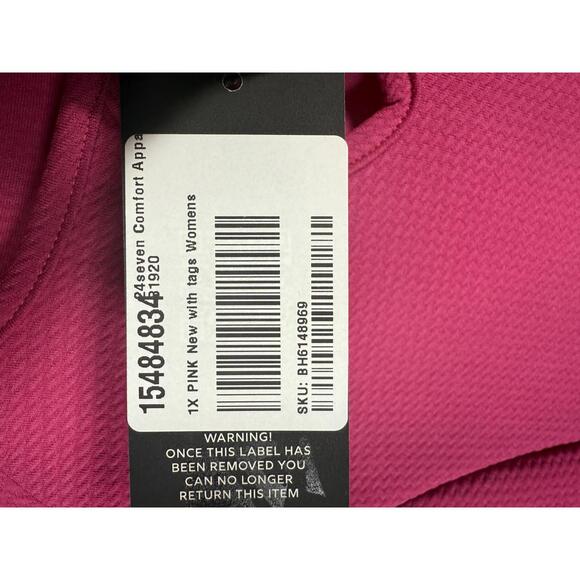 24seven Comfort Appa
61920
15484834
1X PINK New with tags Womens
SKU: BH6148969
WARNING!
ONCE THIS LABEL HAS
BEEN REMOVED YOU
CAN NO LONGER
RETURN THIS ITEM